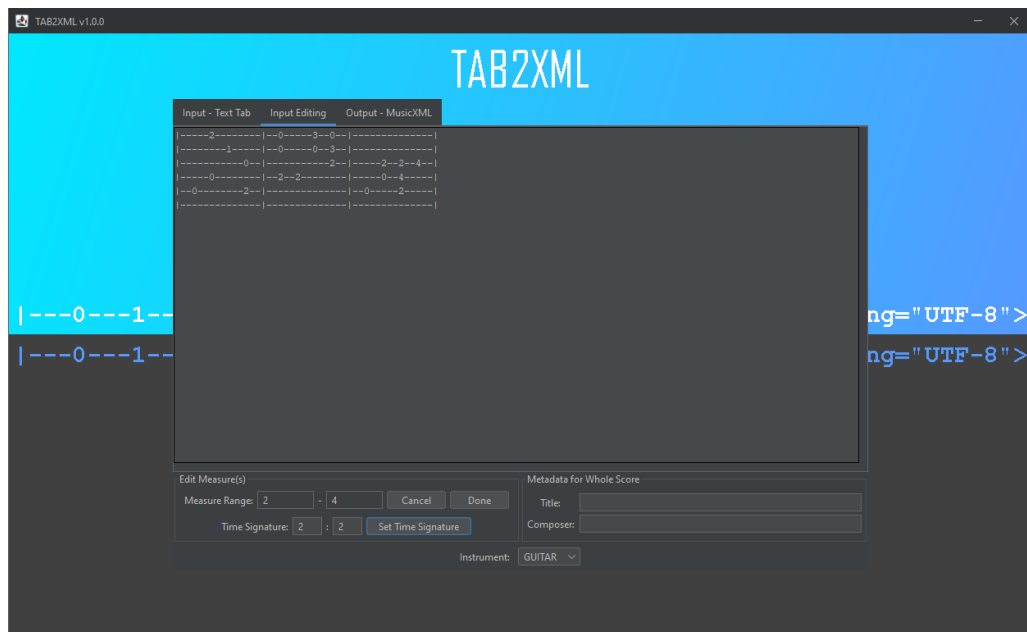 TAB2XML v1.0.0
TAB2XML
Input - Text Tab Input Editing Output - MusicXML
|-----2--------|--0-----3--0--|--------------|
|--------1-----|--0-----0--3--|--------------|
|-----------0--|-----------2--|-----2--2--4--|
|-----0--------|--2--2--------|-----0--4-----|
|--0--------2--|--------------|--0-----2-----|
|--------------|--------------|--------------|
|---0---1-- ng="UTF-8">
|---0---1-- ng="UTF-8">
Edit Measure(s)
Measure Range: 2 - 4 Cancel Done
Time Signature: 2 : 2 Set Time Signature
Metadata for Whole Score
Title:
Composer:
Instrument: GUITAR